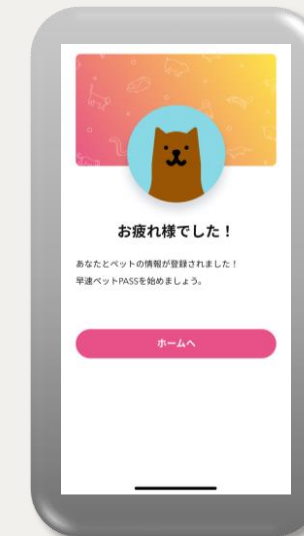 お疲れ様でした！
あなたとペットの情報が登録されました！
早速ペットPASSを始めましょう。
ホームへ